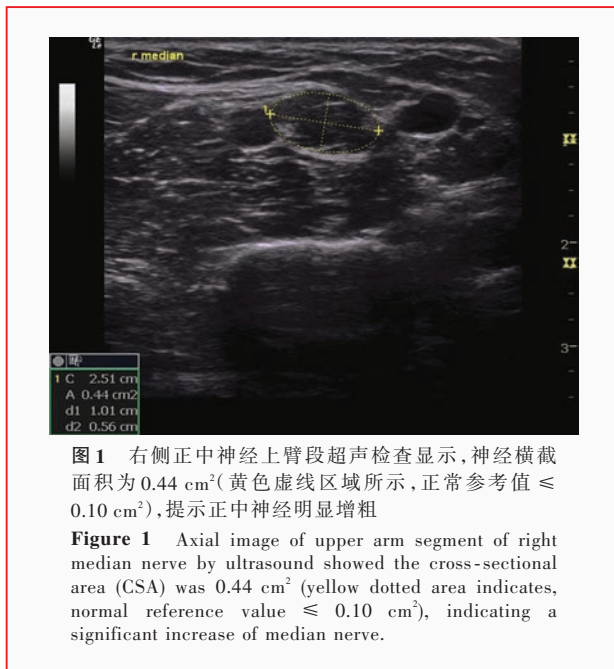 r median
1
2
3
1 C 2.51 cm
A 0.44 cm2
d1 1.01 cm
d2 0.56 cm
图1 右侧正中神经上臂段超声检查显示,神经横截
面积为0.44 cm²(黄色虚线区域所示,正常参考值 ≤
0.10 cm²),提示正中神经明显增粗
Figure 1 Axial image of upper arm segment of right
median nerve by ultrasound showed the cross-sectional
area (CSA) was 0.44 cm² (yellow dotted area indicates,
normal reference value ≤ 0.10 cm²), indicating a
significant increase of median nerve.